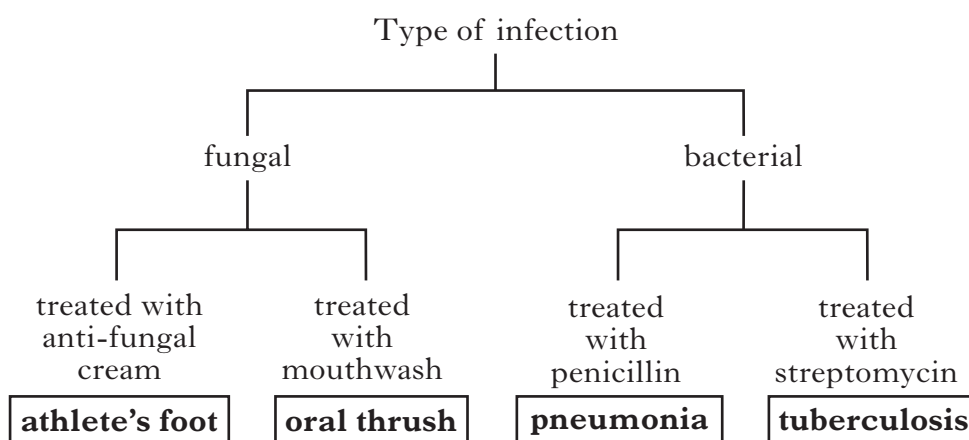 Type of infection
fungal
bacterial
treated with
anti-fungal
cream
athlete's foot
treated
with
mouthwash
oral thrush
treated
with
penicillin
pneumonia
treated
with
streptomycin
tuberculosis